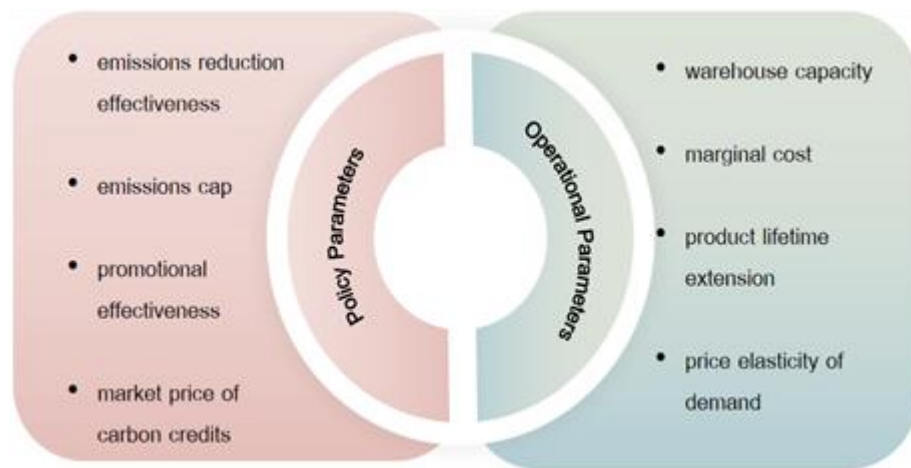 • emissions reduction
effectiveness
• emissions cap
• promotional
effectiveness
• market price of
carbon credits
Policy Parameters
Operational Parameters
• warehouse capacity
• marginal cost
• product lifetime
extension
• price elasticity of
demand